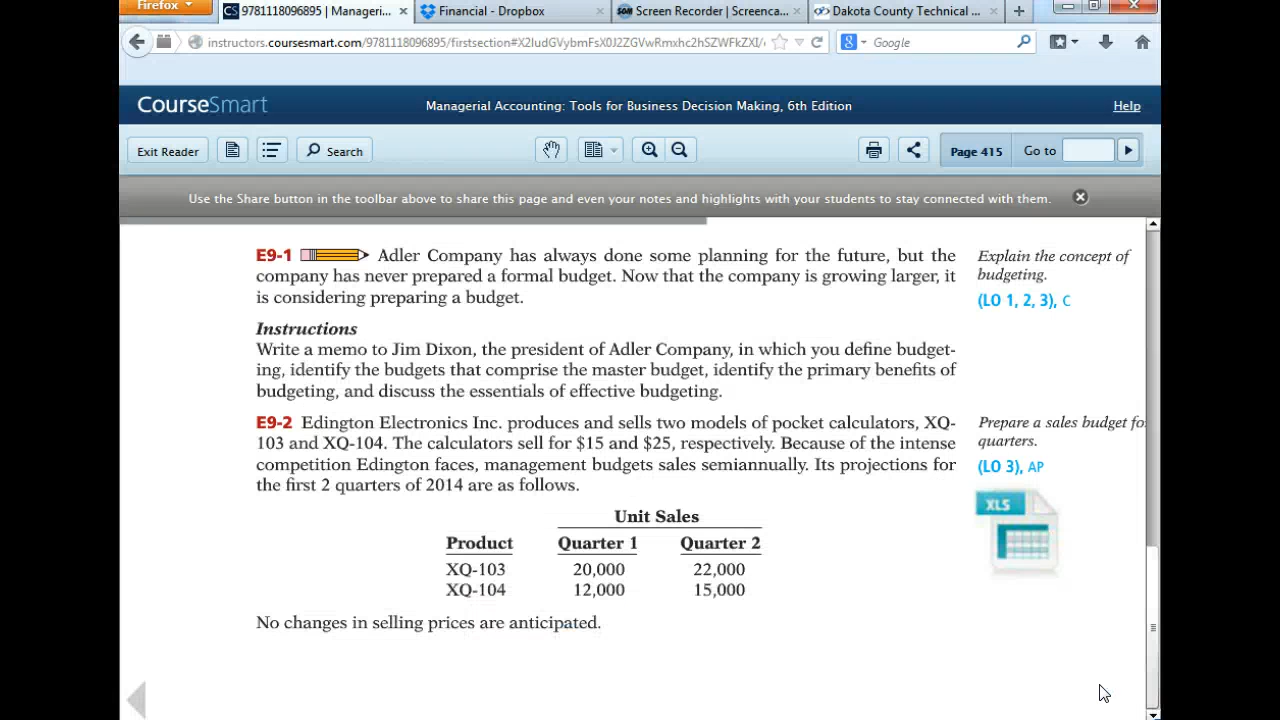 Firefox
9781118096895 | Manageri... ×
Financial - Dropbox ×
Screen Recorder | Screenca... ×
Dakota County Technical ... ×
instructors.coursesmart.com/9781118096895/firstsection#
Google
CourseSmart
Managerial Accounting: Tools for Business Decision Making, 6th Edition
Help
Exit Reader
Search
Page 415
Go to
Use the Share button in the toolbar above to share this page and even your notes and highlights with your students to stay connected with them.
E9-1 Adler Company has always done some planning for the future, but the
company has never prepared a formal budget. Now that the company is growing larger, it
is considering preparing a budget.
Explain the concept of
budgeting.
(LO 1, 2, 3), C
Instructions
Write a memo to Jim Dixon, the president of Adler Company, in which you define budget-
ing, identify the budgets that comprise the master budget, identify the primary benefits of
budgeting, and discuss the essentials of effective budgeting.
E9-2 Edington Electronics Inc. produces and sells two models of pocket calculators, XQ-
103 and XQ-104. The calculators sell for $15 and $25, respectively. Because of the intense
competition Edington faces, management budgets sales semiannually. Its projections for
the first 2 quarters of 2014 are as follows.
Prepare a sales budget fo
quarters.
(LO 3), AP
XLS
Unit Sales
Product Quarter 1 Quarter 2
XQ-103 20,000 22,000
XQ-104 12,000 15,000
No changes in selling prices are anticipated.